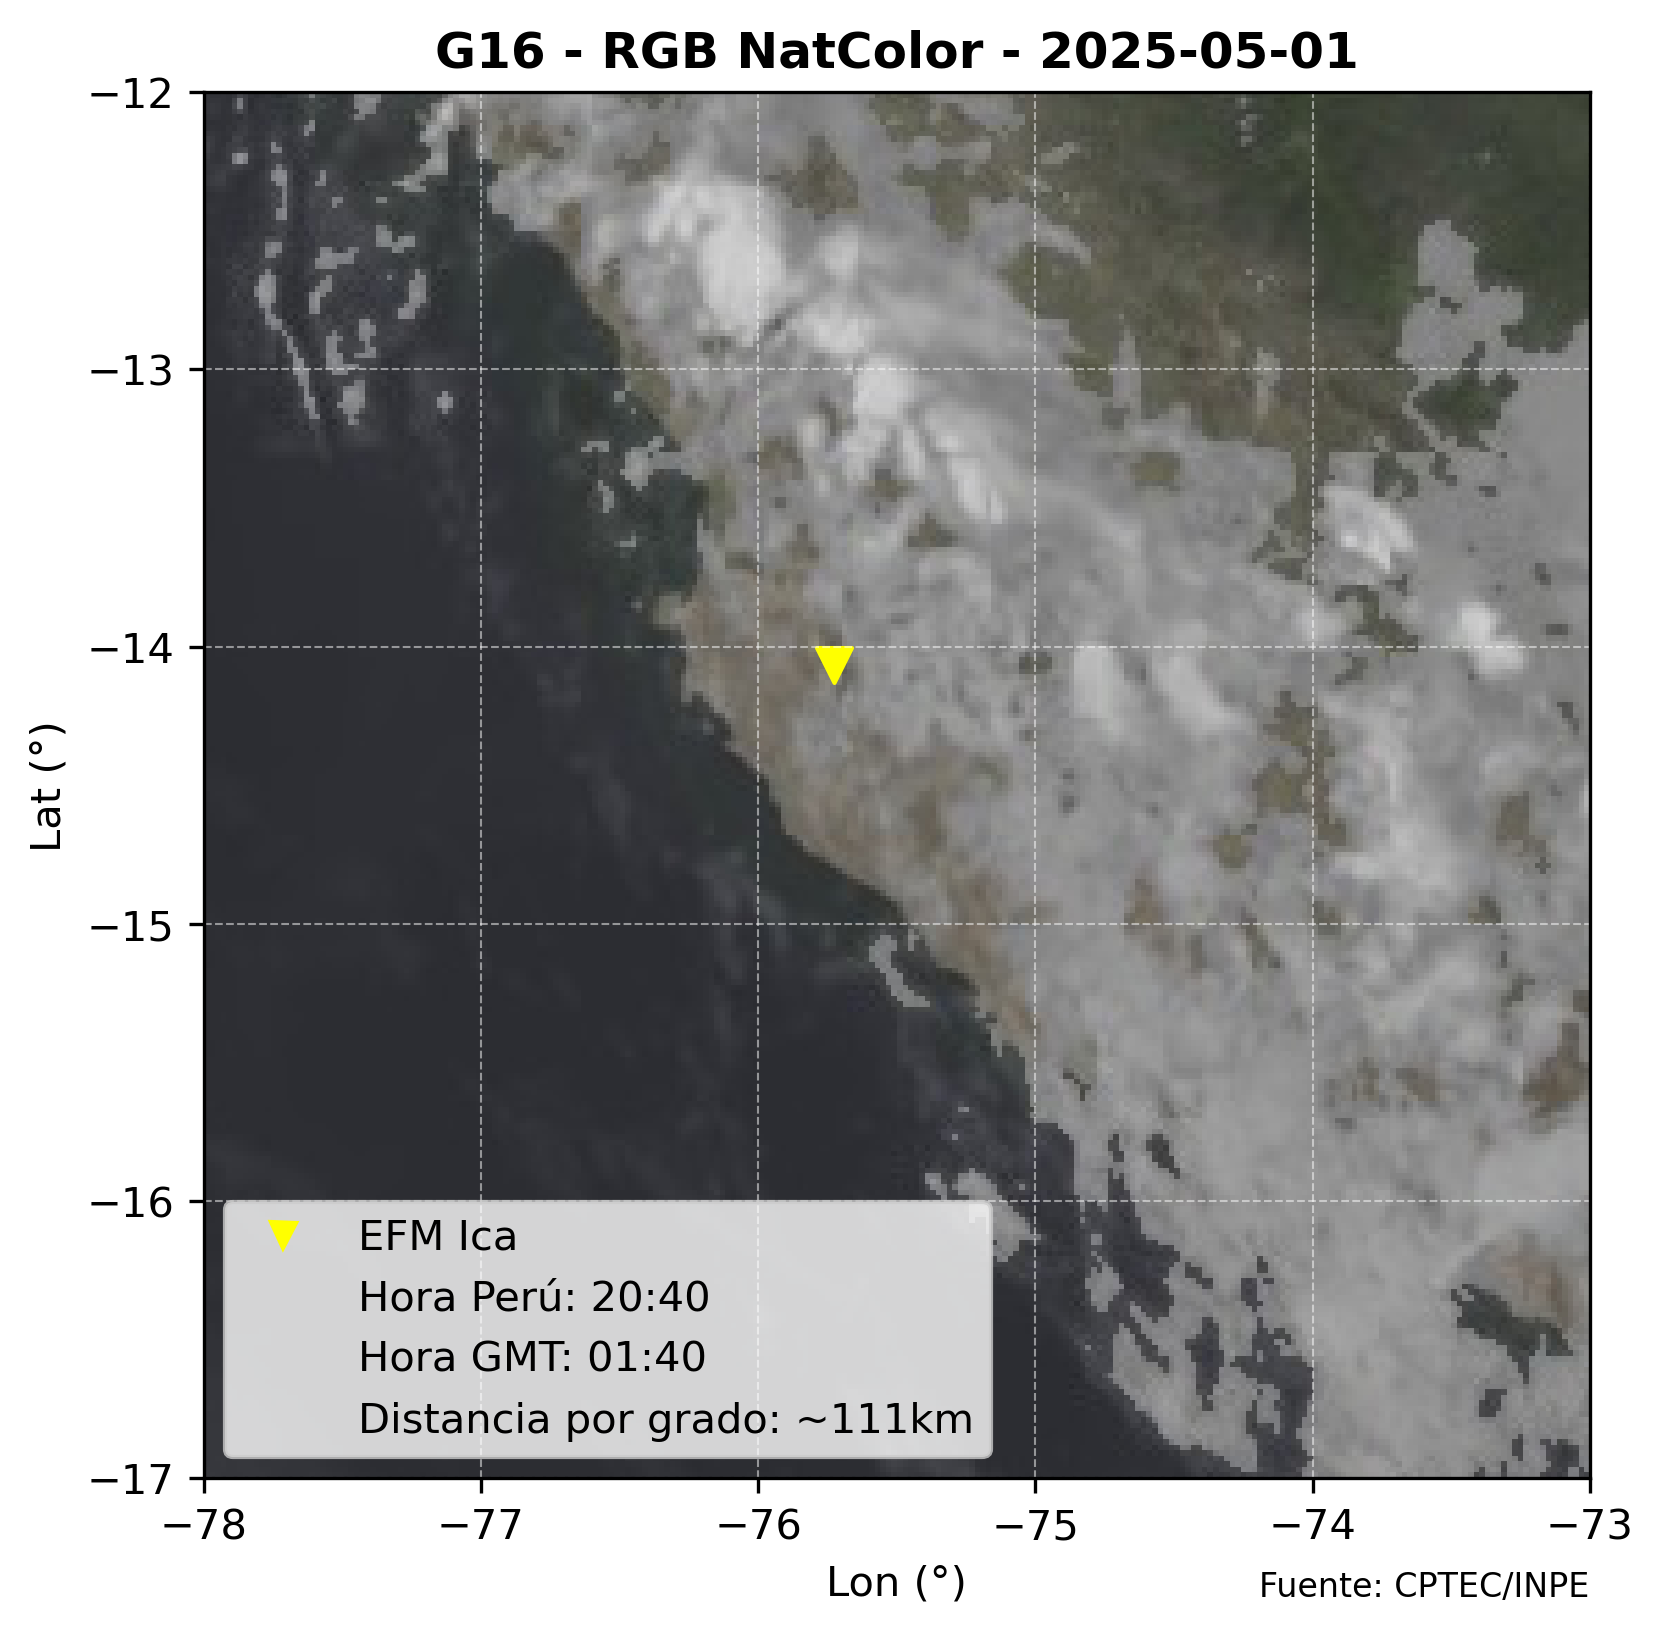 G16 - RGB NatColor - 2025-05-01
−12
−13
−14
−15
−16
−17
Lat (°)
EFM Ica
Hora Perú: 20:40
Hora GMT: 01:40
Distancia por grado: ~111km
−78 −77 −76 −75 −74 −73
Lon (°)
Fuente: CPTEC/INPE